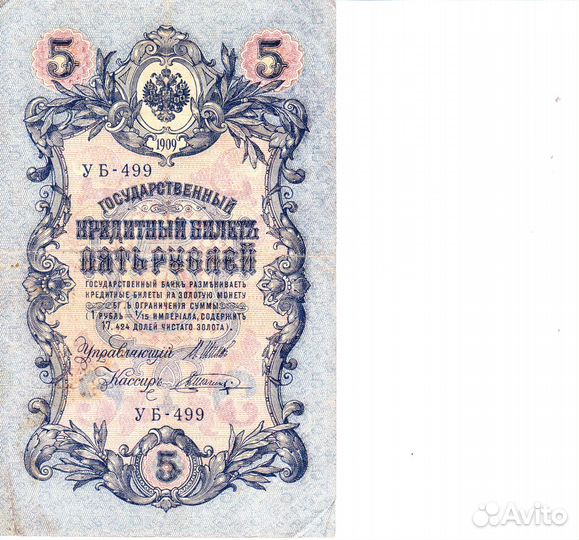 5 5
1909
УБ-499
ГОСУДАРСТВЕННЫЙ
КРЕДИТНЫЙ БИЛЕТЪ
ПЯТЬ РУБЛЕЙ
ГОСУДАРСТВЕННЫЙ БАНКЪ РАЗМѢНИВАЕТЪ
КРЕДИТНЫЕ БИЛЕТЫ НА ЗОЛОТУЮ МОНЕТУ
БЕЗЪ ОГРАНИЧЕНІЯ СУММЫ
(1 РУБЛЬ = 1/15 ИМПЕРІАЛА, СОДЕРЖИТЪ
17,424 ДОЛЕЙ ЧИСТАГО ЗОЛОТА).
Управляющій
Кассиръ
УБ-499
5
Avito